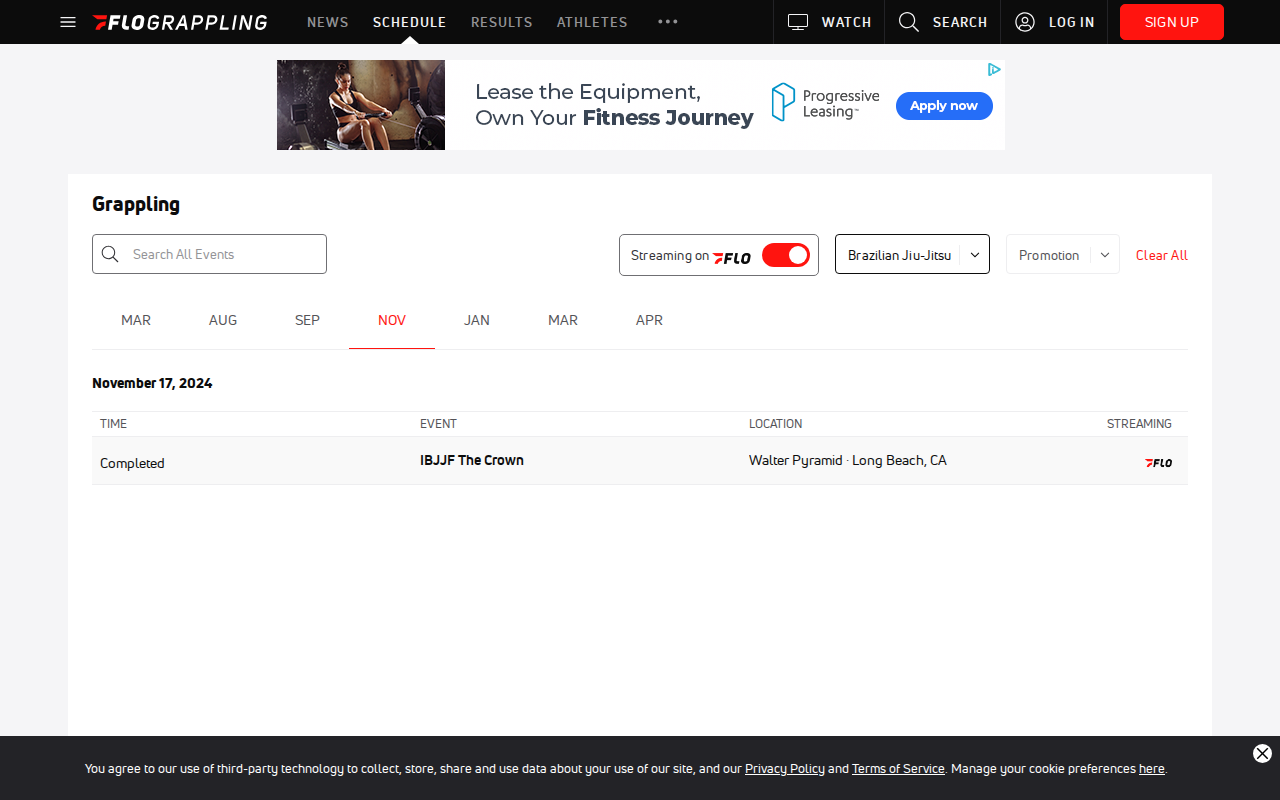 FLOGRAPPLING
NEWS
SCHEDULE
RESULTS
ATHLETES
WATCH
SEARCH
LOG IN
SIGN UP
Lease the Equipment,
Own Your Fitness Journey
Progressive
Leasing™
Apply now
Grappling
Search All Events
Streaming on FLO
Brazilian Jiu-Jitsu
Promotion
Clear All
MAR
AUG
SEP
NOV
JAN
MAR
APR
November 17, 2024
TIME
EVENT
LOCATION
STREAMING
Completed
IBJJF The Crown
Walter Pyramid · Long Beach, CA
FLO
You agree to our use of third-party technology to collect, store, share and use data about your use of our site, and our Privacy Policy and Terms of Service. Manage your cookie preferences here.